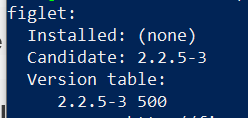 figlet:
  Installed: (none)
  Candidate: 2.2.5-3
  Version table:
     2.2.5-3 500